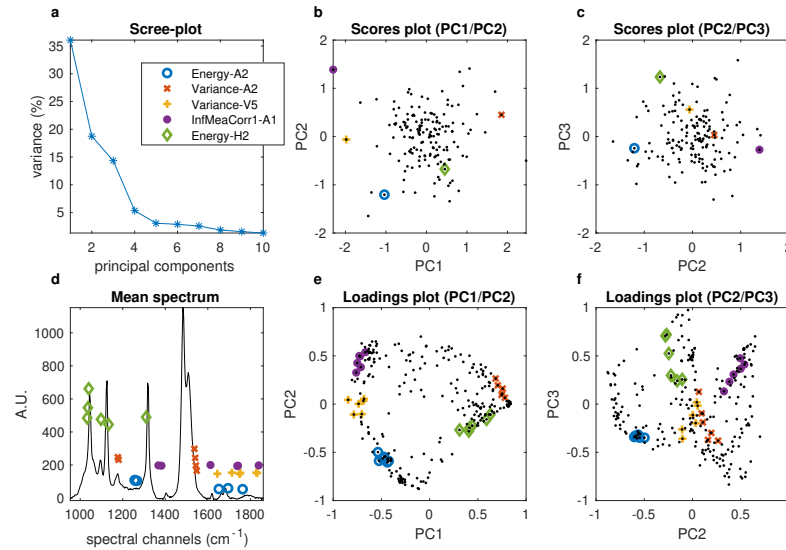 a
Scree-plot
35
30
25
20
15
10
5
2
4
6
8
10
variance (%)
principal components
Energy-A2
Variance-A2
Variance-V5
InfMeaCorr1-A1
Energy-H2
b
Scores plot (PC1/PC2)
2
1
0
-1
-2
-2
-1
0
1
2
PC2
PC1
c
Scores plot (PC2/PC3)
2
1
0
-1
-2
-2
-1
0
1
2
PC3
PC2
d
Mean spectrum
1000
800
600
400
200
0
1000
1200
1400
1600
1800
A.U.
spectral channels (cm⁻¹)
e
Loadings plot (PC1/PC2)
1
0.5
0
-0.5
-1
-1
-0.5
0
0.5
1
PC2
PC1
f
Loadings plot (PC2/PC3)
1
0.5
0
-0.5
-1
-1
-0.5
0
0.5
1
PC3
PC2